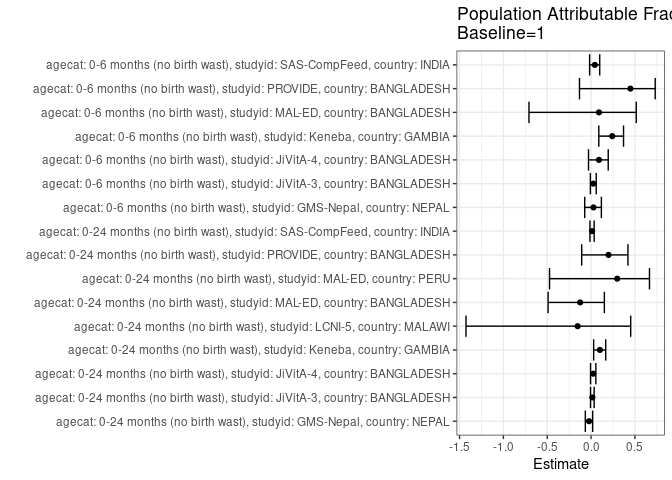 Population Attributable Frac
Baseline=1
agecat: 0-6 months (no birth wast), studyid: SAS-CompFeed, country: INDIA
agecat: 0-6 months (no birth wast), studyid: PROVIDE, country: BANGLADESH
agecat: 0-6 months (no birth wast), studyid: MAL-ED, country: BANGLADESH
agecat: 0-6 months (no birth wast), studyid: Keneba, country: GAMBIA
agecat: 0-6 months (no birth wast), studyid: JiVitA-4, country: BANGLADESH
agecat: 0-6 months (no birth wast), studyid: JiVitA-3, country: BANGLADESH
agecat: 0-6 months (no birth wast), studyid: GMS-Nepal, country: NEPAL
agecat: 0-24 months (no birth wast), studyid: SAS-CompFeed, country: INDIA
agecat: 0-24 months (no birth wast), studyid: PROVIDE, country: BANGLADESH
agecat: 0-24 months (no birth wast), studyid: MAL-ED, country: PERU
agecat: 0-24 months (no birth wast), studyid: MAL-ED, country: BANGLADESH
agecat: 0-24 months (no birth wast), studyid: LCNI-5, country: MALAWI
agecat: 0-24 months (no birth wast), studyid: Keneba, country: GAMBIA
agecat: 0-24 months (no birth wast), studyid: JiVitA-4, country: BANGLADESH
agecat: 0-24 months (no birth wast), studyid: JiVitA-3, country: BANGLADESH
agecat: 0-24 months (no birth wast), studyid: GMS-Nepal, country: NEPAL
-1.5 -1.0 -0.5 0.0 0.5
Estimate